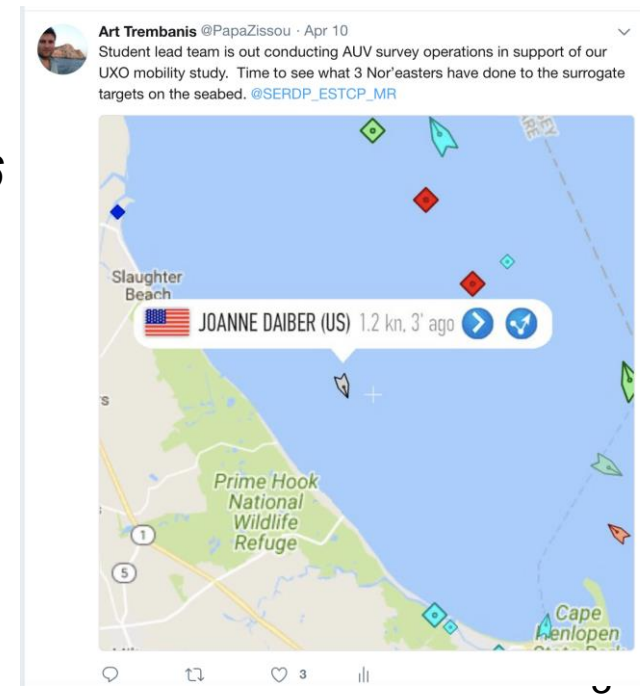 Art Trembanis @PapaZissou · Apr 10
Student lead team is out conducting AUV survey operations in support of our
UXO mobility study. Time to see what 3 Nor'easters have done to the surrogate
targets on the seabed. @SERDP_ESTCP_MR
Slaughter
Beach
JOANNE DAIBER (US) 1.2 kn, 3' ago
Prime Hook
National
Wildlife
Refuge
1
5
Cape
Henlopen
3